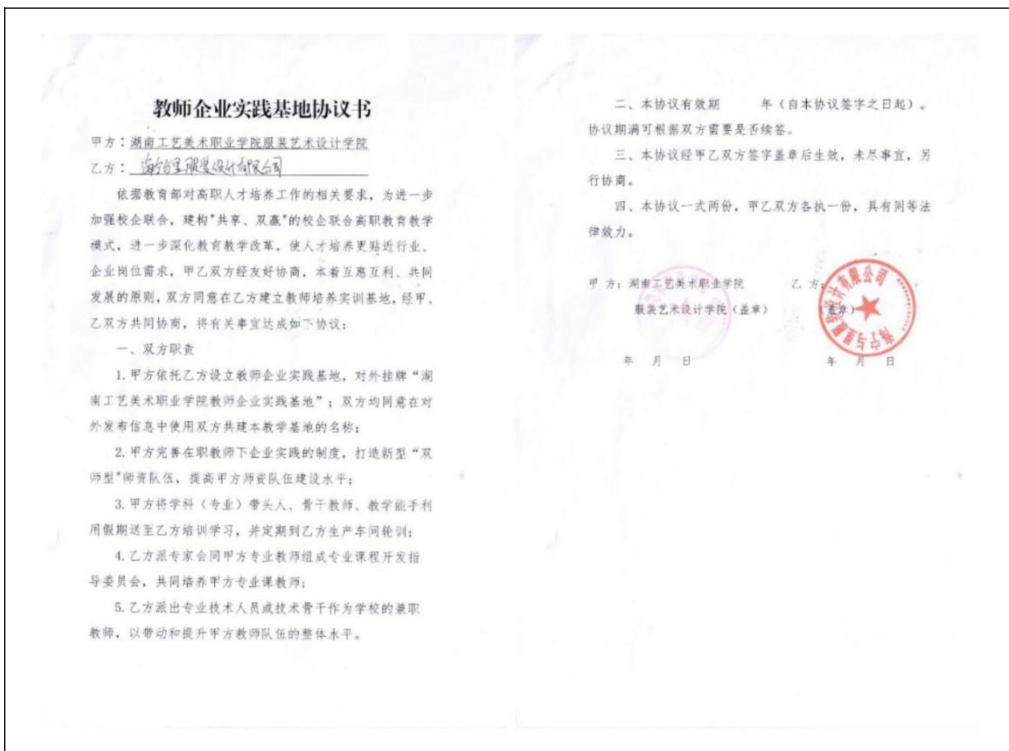 教师企业实践基地协议书
甲方：湖南工艺美术职业学院服装艺术设计学院
乙方：海宁与墨服装设计有限公司
依据教育部对高职人才培养工作的相关要求，为进一步
加强校企联合，建构"共享、双赢"的校企联合高职教育教学
模式，进一步深化教育教学改革，使人才培养更贴近行业、
企业岗位需求，甲乙双方经友好协商，本着互惠互利、共同
发展的原则，双方同意在乙方建立教师培养实训基地，经甲、
乙双方共同协商，将有关事宜达成如下协议：
一、双方职责
1.甲方依托乙方设立教师企业实践基地，对外挂牌“湖
南工艺美术职业学院教师企业实践基地”；双方均同意在对
外发布信息中使用双方共建本教学基地的名称；
2.甲方完善在职教师下企业实践的制度，打造新型“双
师型"师资队伍，提高甲方师资队伍建设水平；
3.甲方将学科（专业）带头人、骨干教师、教学能手利
用假期送至乙方培训学习，并定期到乙方生产车间轮训；
4.乙方派专家会同甲方专业教师组成专业课程开发指
导委员会，共同培养甲方专业课教师；
5.乙方派出专业技术人员或技术骨干作为学校的兼职
教师，以带动和提升甲方教师队伍的整体水平。
二、本协议有效期 年（自本协议签字之日起）。
协议期满可根据双方需要是否续签。
三、本协议经甲乙双方签字盖章后生效，未尽事宜，另
行协商。
四、本协议一式两份，甲乙双方各执一份，具有同等法
律效力。
甲方：湖南工艺美术职业学院 乙方：
服装艺术设计学院（盖章） （盖章）
年 月 日 年 月 日